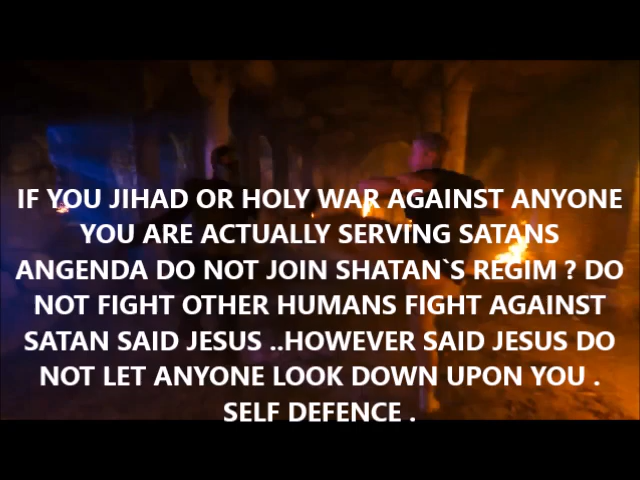 IF YOU JIHAD OR HOLY WAR AGAINST ANYONE
YOU ARE ACTUALLY SERVING SATANS
ANGENDA DO NOT JOIN SHATAN`S REGIM ? DO
NOT FIGHT OTHER HUMANS FIGHT AGAINST
SATAN SAID JESUS ..HOWEVER SAID JESUS DO
NOT LET ANYONE LOOK DOWN UPON YOU .
SELF DEFENCE .